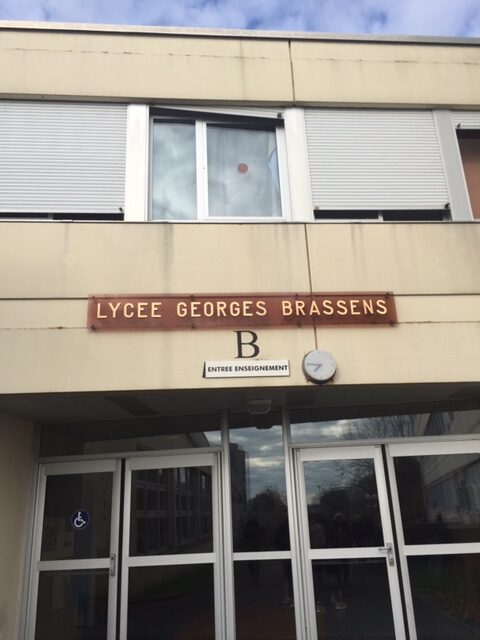 LYCEE GEORGES BRASSENS
B
ENTREE ENSEIGNEMENT